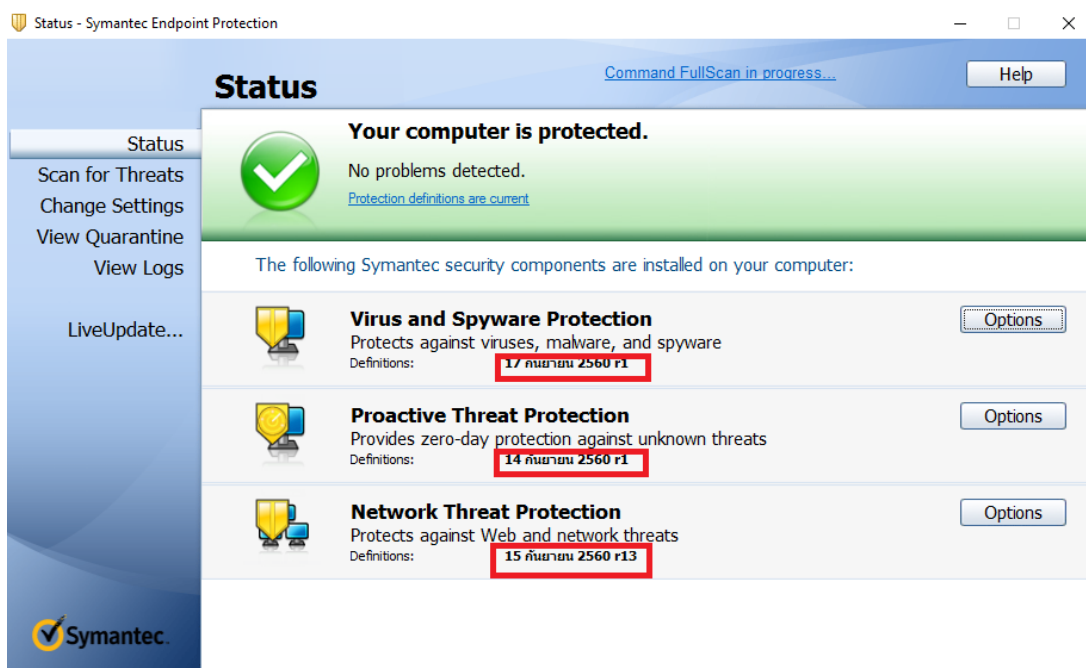 Status - Symantec Endpoint Protection
Status
Command FullScan in progress...
Help
Status
Scan for Threats
Change Settings
View Quarantine
View Logs
LiveUpdate...
Your computer is protected.
No problems detected.
Protection definitions are current
The following Symantec security components are installed on your computer:
Virus and Spyware Protection
Options
Protects against viruses, malware, and spyware
Definitions: 17 กันยายน 2560 r1
Proactive Threat Protection
Options
Provides zero-day protection against unknown threats
Definitions: 14 กันยายน 2560 r1
Network Threat Protection
Options
Protects against Web and network threats
Definitions: 15 กันยายน 2560 r13
Symantec.